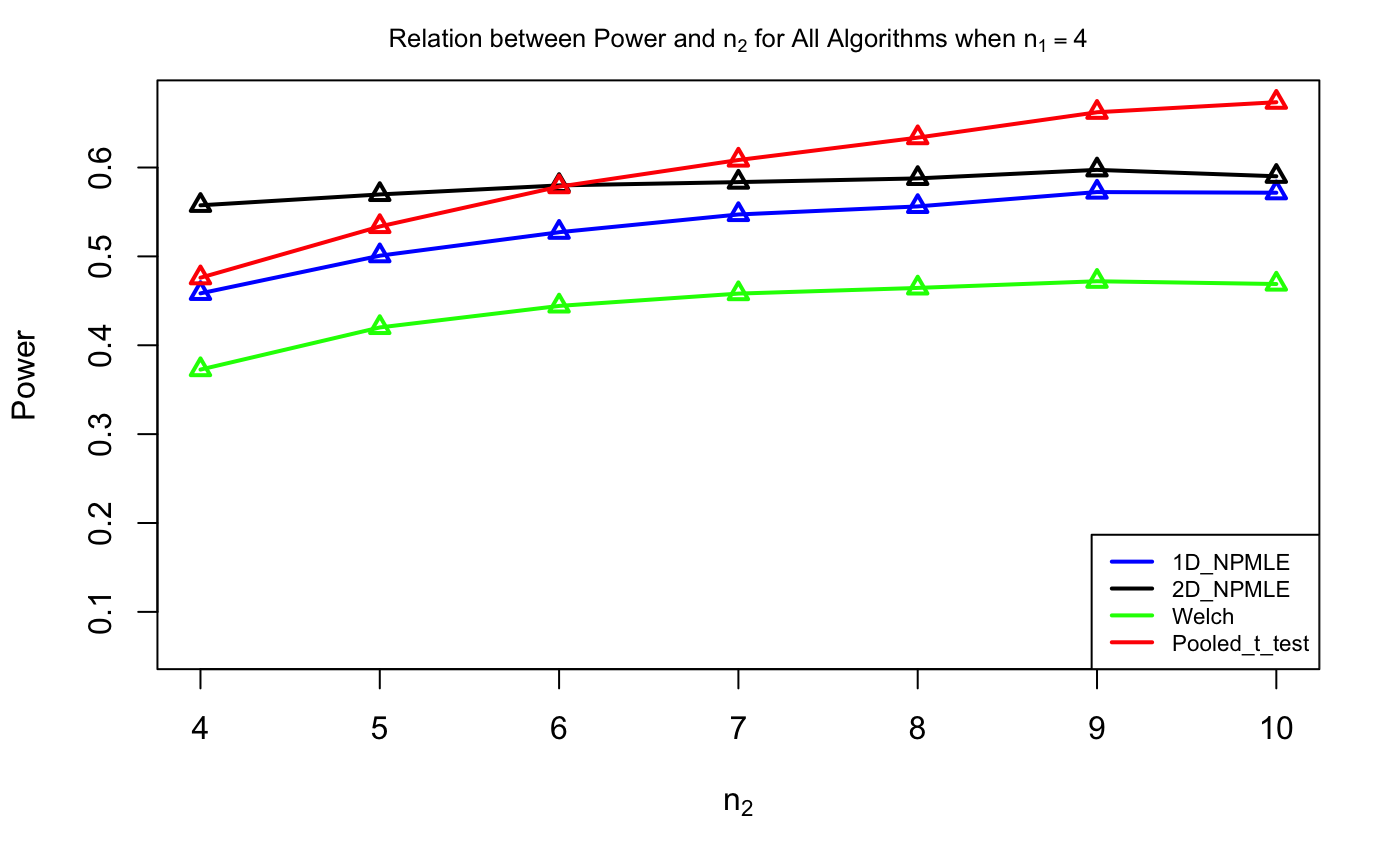 Relation between Power and n₂ for All Algorithms when n₁ = 4
Power
0.6
0.5
0.4
0.3
0.2
0.1
1D_NPMLE
2D_NPMLE
Welch
Pooled_t_test
4 5 6 7 8 9 10
n₂